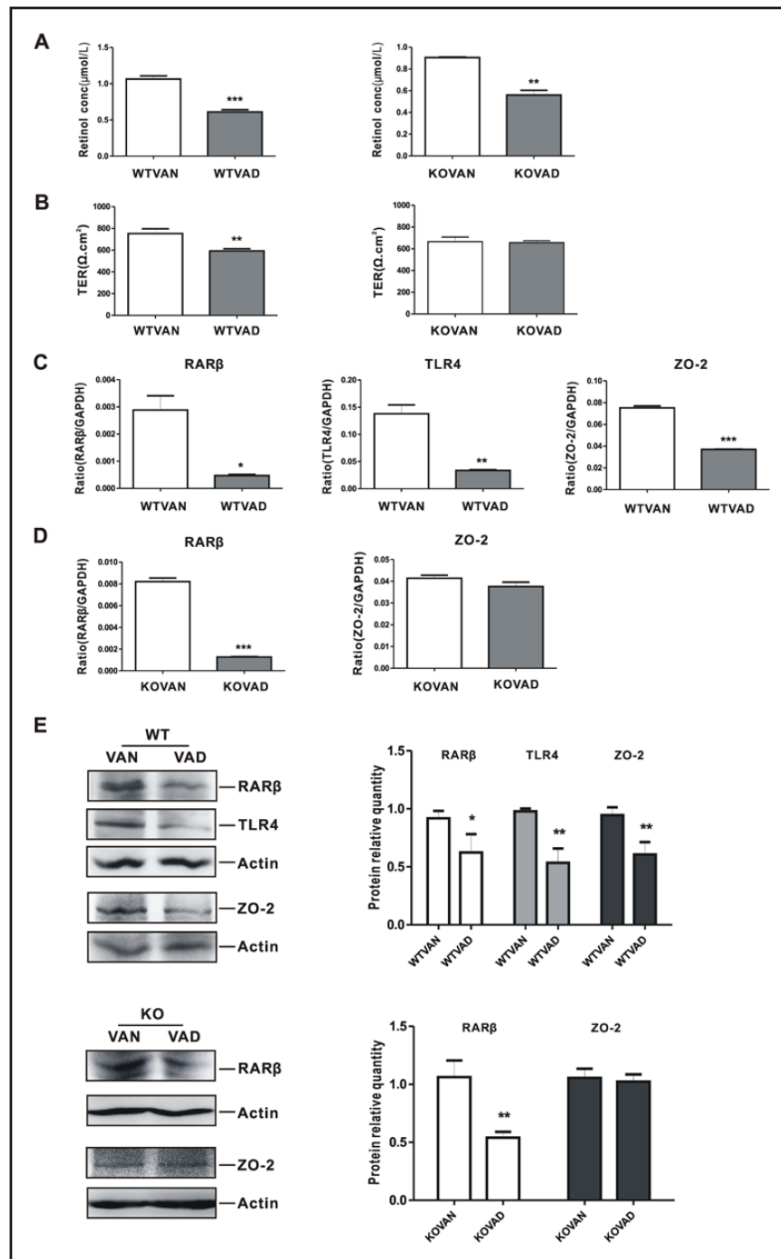 A
Retinol conc(μmol/L)
1.5
1.0
0.5
0.0
***
WTVAN WTVAD
Retinol conc(μmol/L)
1.0
0.8
0.6
0.4
0.2
0.0
**
KOVAN KOVAD
B
TER(Ω.cm²)
1000
800
600
400
200
0
**
WTVAN WTVAD
TER(Ω.cm²)
1000
800
600
400
200
0
KOVAN KOVAD
C
RARβ
Ratio(RARβ/GAPDH)
0.004
0.003
0.002
0.001
0.000
*
WTVAN WTVAD
TLR4
Ratio(TLR4/GAPDH)
0.20
0.15
0.10
0.05
0.00
**
WTVAN WTVAD
ZO-2
Ratio(ZO-2/GAPDH)
0.10
0.08
0.06
0.04
0.02
0.00
***
WTVAN WTVAD
D
RARβ
Ratio(RARβ/GAPDH)
0.010
0.008
0.006
0.004
0.002
0.000
***
KOVAN KOVAD
ZO-2
Ratio(ZO-2/GAPDH)
0.05
0.04
0.03
0.02
0.01
0.00
KOVAN KOVAD
E
WT
VAN VAD
RARβ
TLR4
Actin
ZO-2
Actin
Protein relative quantity
1.5
1.0
0.5
0.0
RARβ TLR4 ZO-2
* ** **
WTVAN WTVAD WTVAN WTVAD WTVAN WTVAD
KO
VAN VAD
RARβ
Actin
ZO-2
Actin
Protein relative quantity
1.5
1.0
0.5
0.0
RARβ ZO-2
**
KOVAN KOVAD KOVAN KOVAD